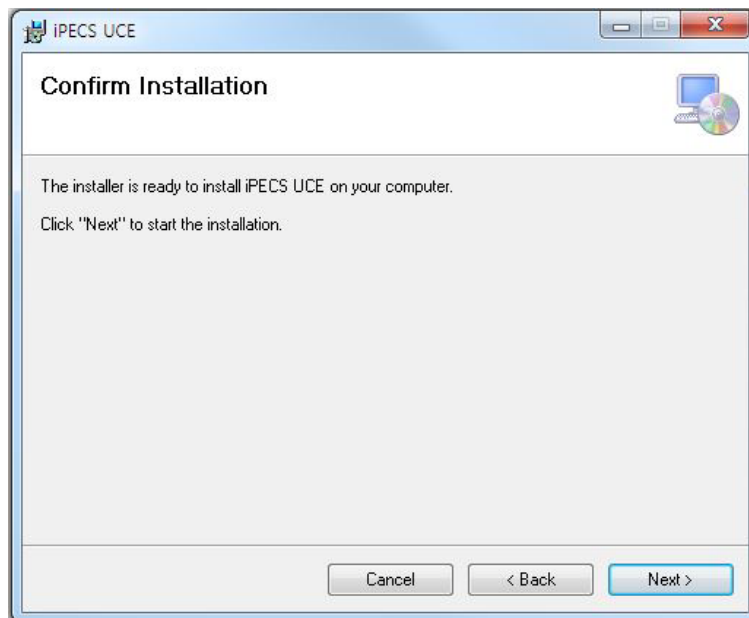 iPECS UCE
Confirm Installation
The installer is ready to install iPECS UCE on your computer.
Click "Next" to start the installation.
Cancel
< Back
Next >